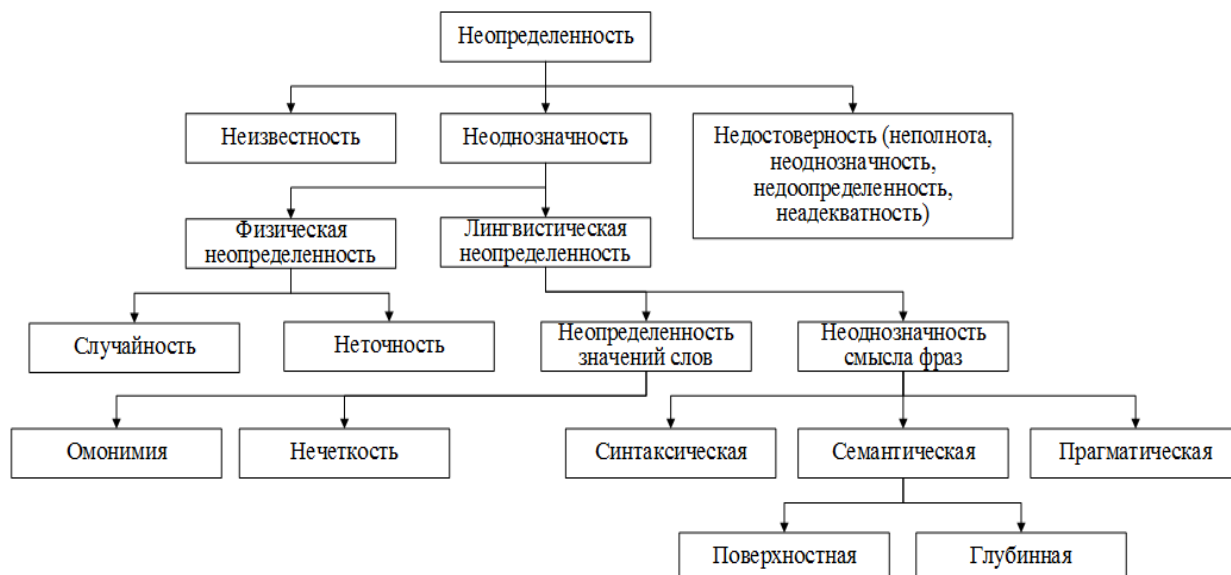 Неопределенность
Неизвестность
Неоднозначность
Недостоверность (неполнота,
неоднозначность,
недоопределенность,
неадекватность)
Физическая
неопределенность
Лингвистическая
неопределенность
Случайность
Неточность
Неопределенность
значений слов
Неоднозначность
смысла фраз
Омонимия
Нечеткость
Синтаксическая
Семантическая
Прагматическая
Поверхностная
Глубинная